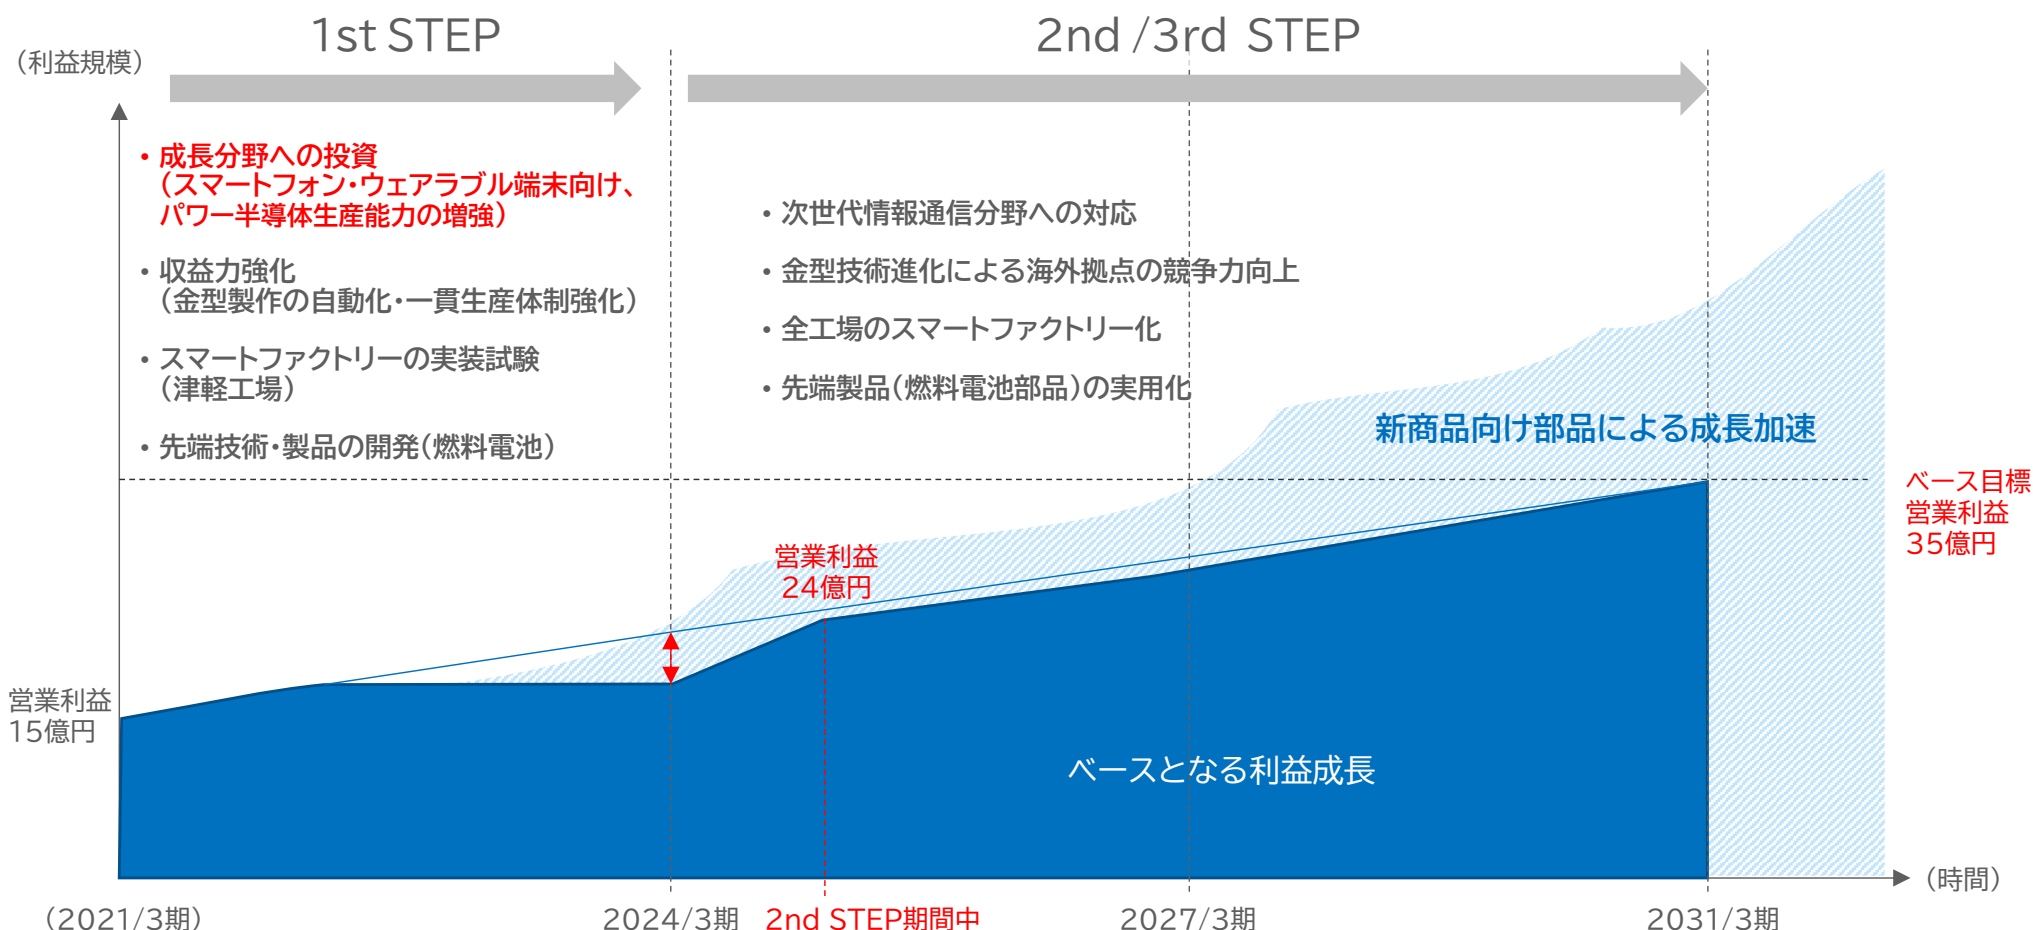 1st STEP
2nd /3rd STEP
（利益規模）
・成長分野への投資
（スマートフォン・ウェアラブル端末向け、
パワー半導体生産能力の増強）
・収益力強化
（金型製作の自動化・一貫生産体制強化）
・スマートファクトリーの実装試験
（津軽工場）
・先端技術・製品の開発（燃料電池）
・次世代情報通信分野への対応
・金型技術進化による海外拠点の競争力向上
・全工場のスマートファクトリー化
・先端製品（燃料電池部品）の実用化
新商品向け部品による成長加速
ベース目標
営業利益
35億円
営業利益
24億円
営業利益
15億円
ベースとなる利益成長
（時間）
（2021/3期）
2024/3期
2nd STEP期間中
2027/3期
2031/3期